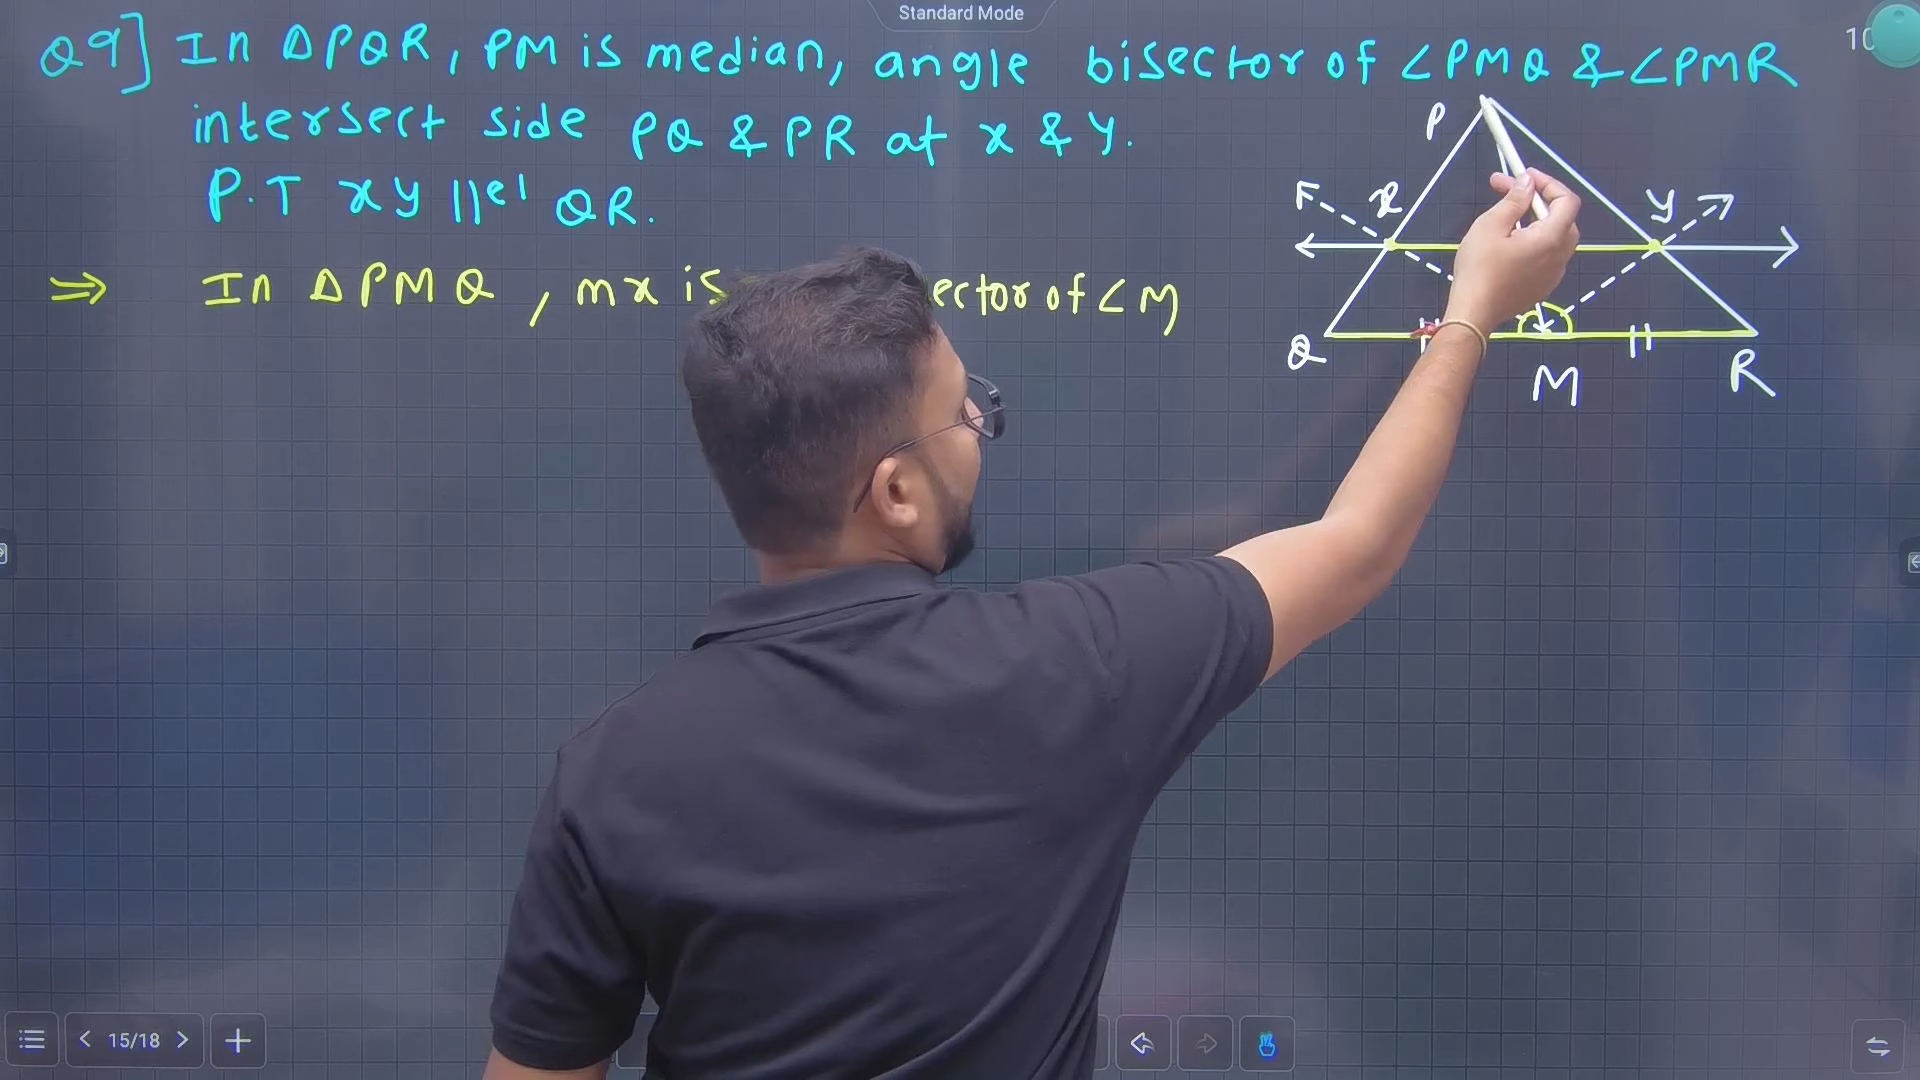 Standard Mode
Q9] In ΔPQR, PM is median, angle bisector of ∠PMQ & ∠PMR
intersect side PQ & PR at x & y.
P.T xy ||el QR.
⇒ In ΔPMQ, mx is ector of ∠M
P
x
y
Q
M
R
15/18